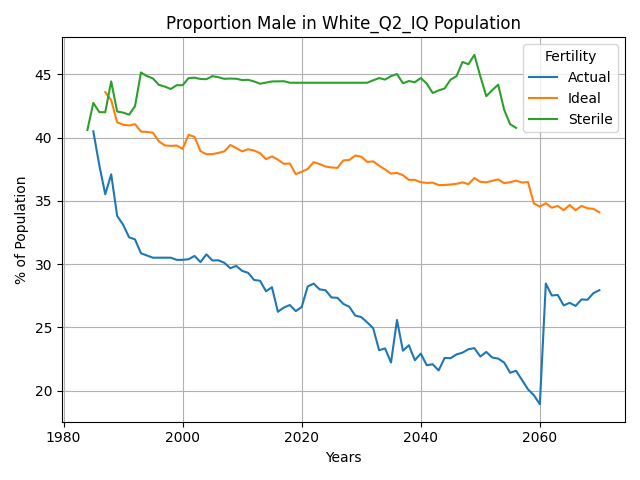 Proportion Male in White_Q2_IQ Population
Fertility
Actual
Ideal
Sterile
% of Population
45
40
35
30
25
20
1980
2000
2020
2040
2060
Years